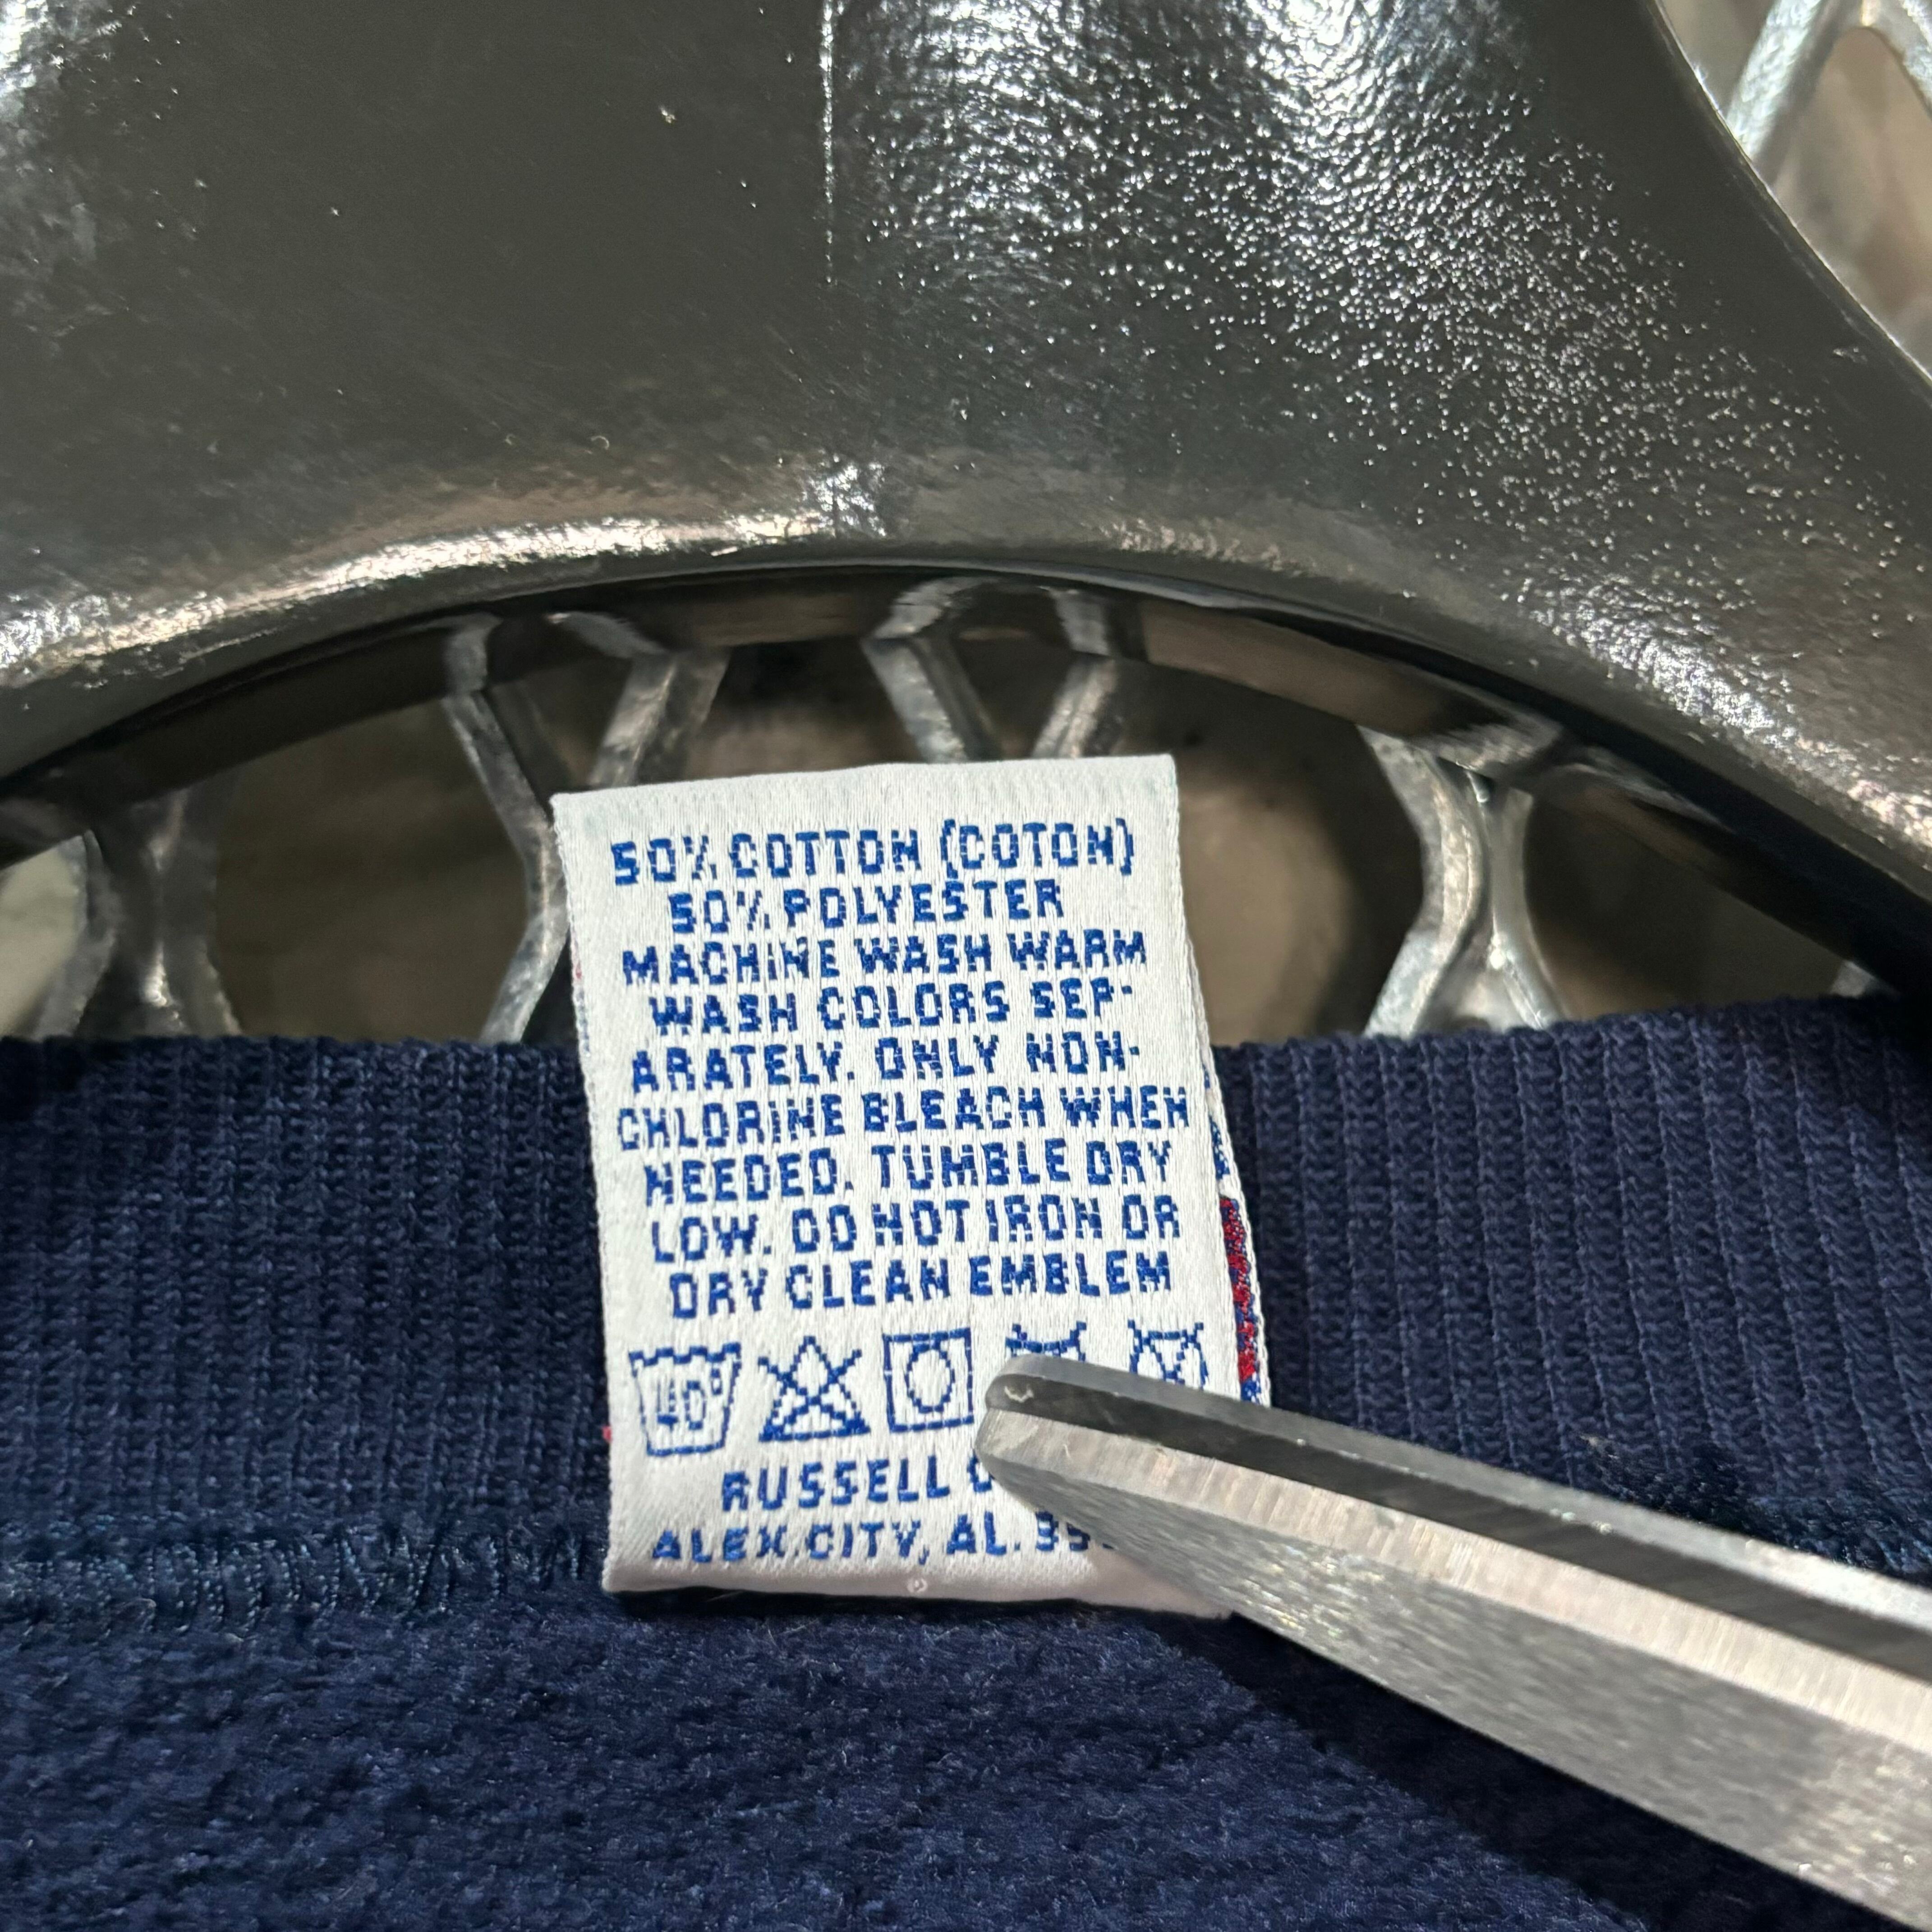 50% COTTON (COTON)
50% POLYESTER
MACHINE WASH WARM
WASH COLORS SEP-
ARATELY. ONLY NON-
CHLORINE BLEACH WHEN
NEEDED. TUMBLE DRY
LOW. DO NOT IRON OR
DRY CLEAN EMBLEM
40°
RUSSELL
ALEX.CITY, AL.